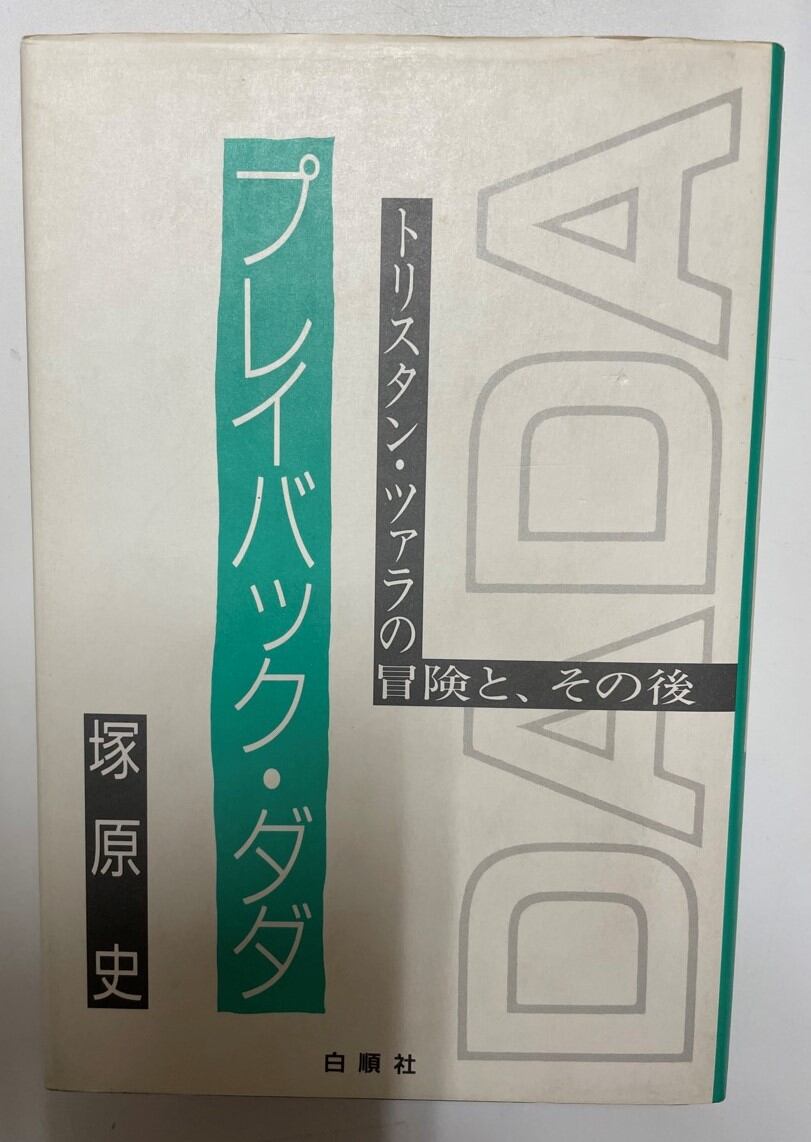 DADA
トリスタン・ツァラの
冒険と、その後
プレイバック・ダダ
塚原史
白順社